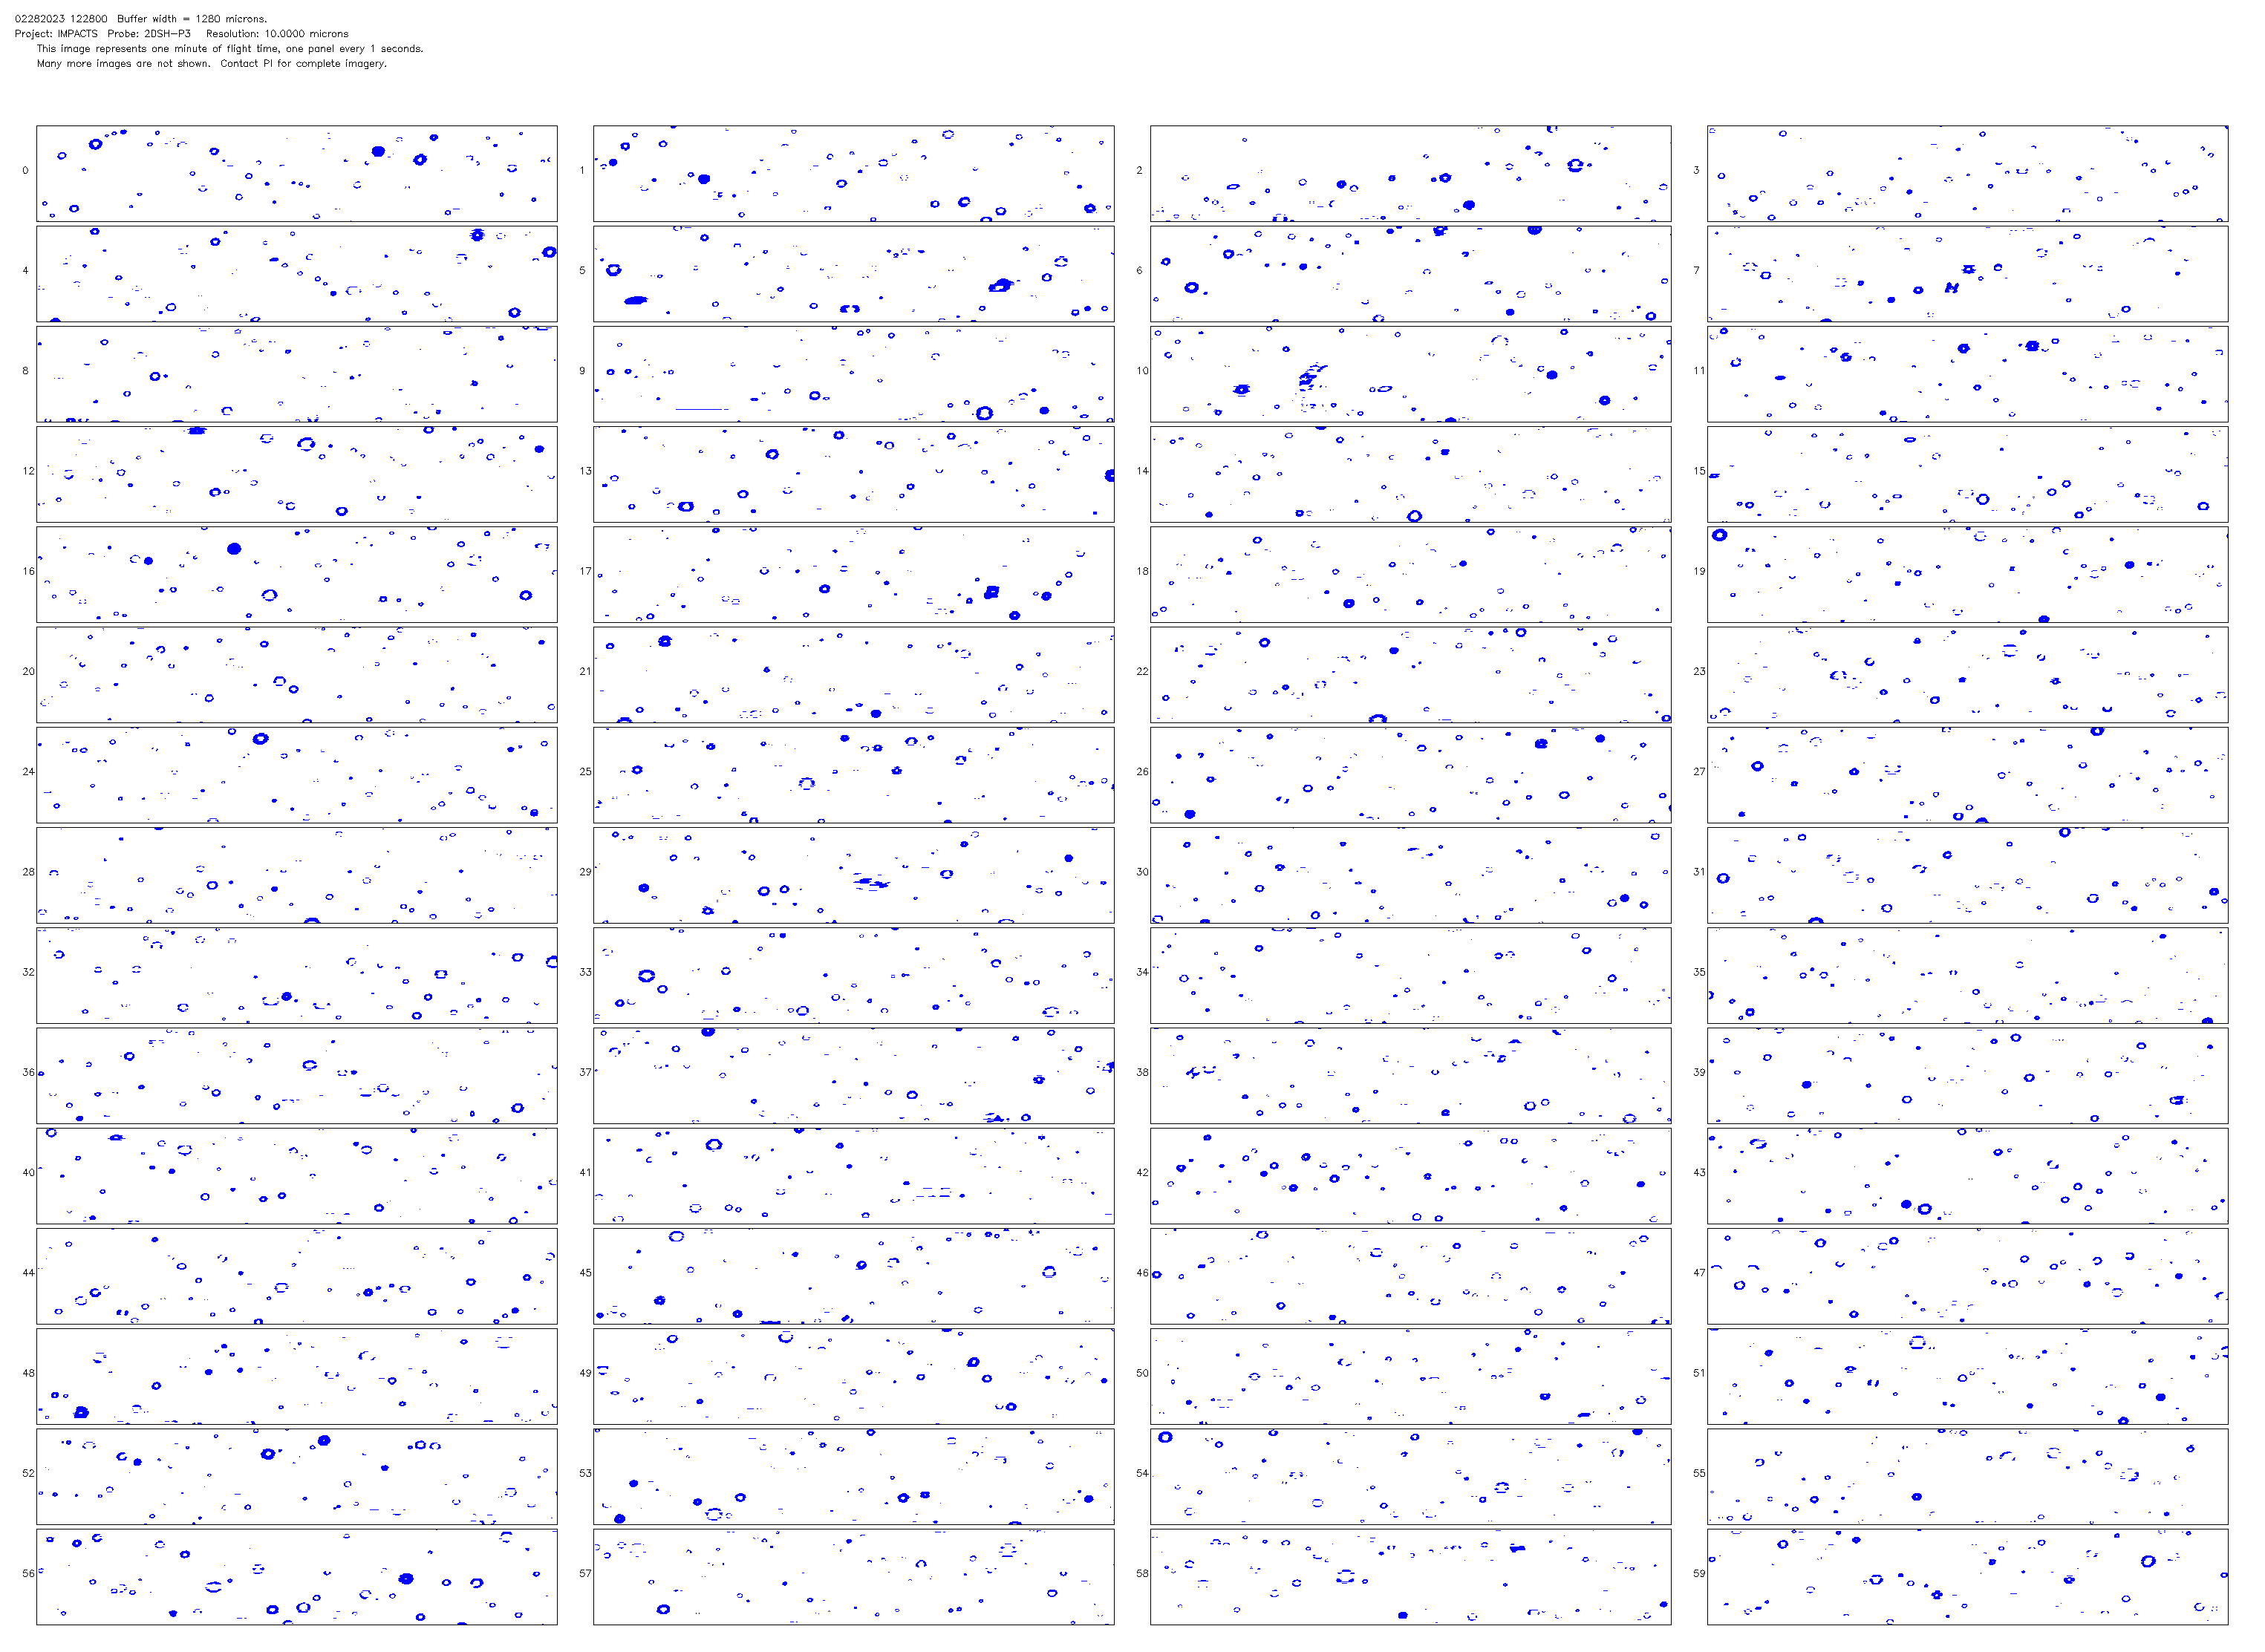 02282023 122800  Buffer width = 1280 microns.
Project: IMPACTS  Probe: 2DSH-P3  Resolution: 10.0000 microns
This image represents one minute of flight time, one panel every 1 seconds.
Many more images are not shown.  Contact PI for complete imagery.
0 1 2 3
4 5 6 7
8 9 10 11
12 13 14 15
16 17 18 19
20 21 22 23
24 25 26 27
28 29 30 31
32 33 34 35
36 37 38 39
40 41 42 43
44 45 46 47
48 49 50 51
52 53 54 55
56 57 58 59